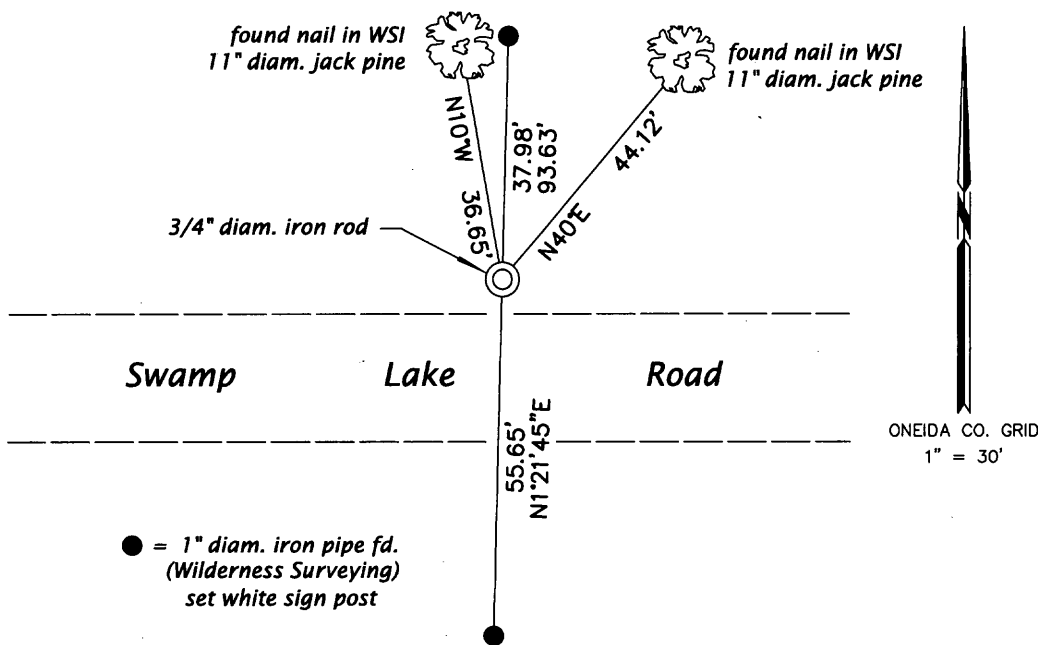 found nail in WSI
11" diam. jack pine
found nail in WSI
11" diam. jack pine
N10°W
36.65'
37.98'
93.63'
44.12'
N40°E
3/4" diam. iron rod
Swamp Lake Road
N
ONEIDA CO. GRID
1" = 30'
55.65'
N1°21'45"E
= 1" diam. iron pipe fd.
(Wilderness Surveying)
set white sign post